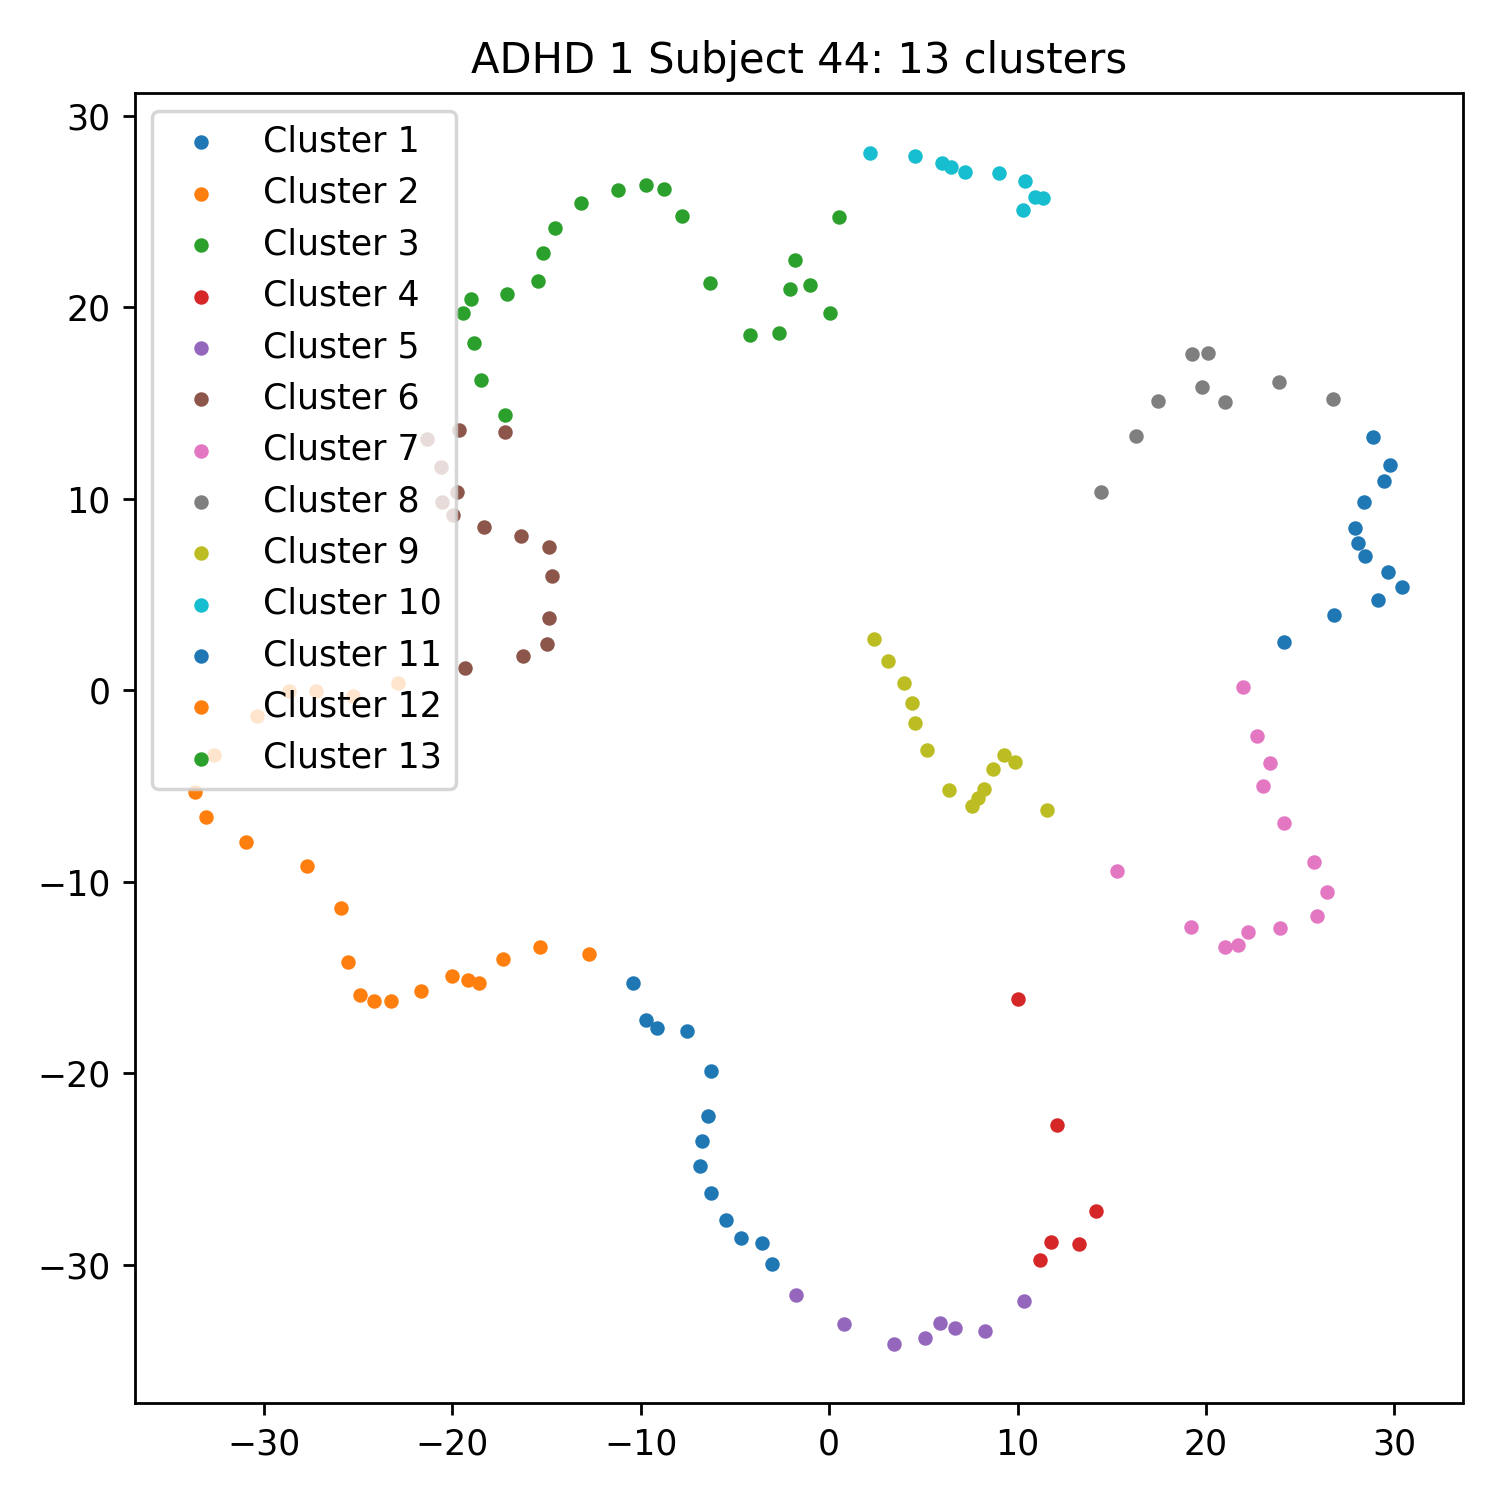 ADHD 1 Subject 44: 13 clusters
30
20
10
0
−10
−20
−30
Cluster 1
Cluster 2
Cluster 3
Cluster 4
Cluster 5
Cluster 6
Cluster 7
Cluster 8
Cluster 9
Cluster 10
Cluster 11
Cluster 12
Cluster 13
−30 −20 −10 0 10 20 30